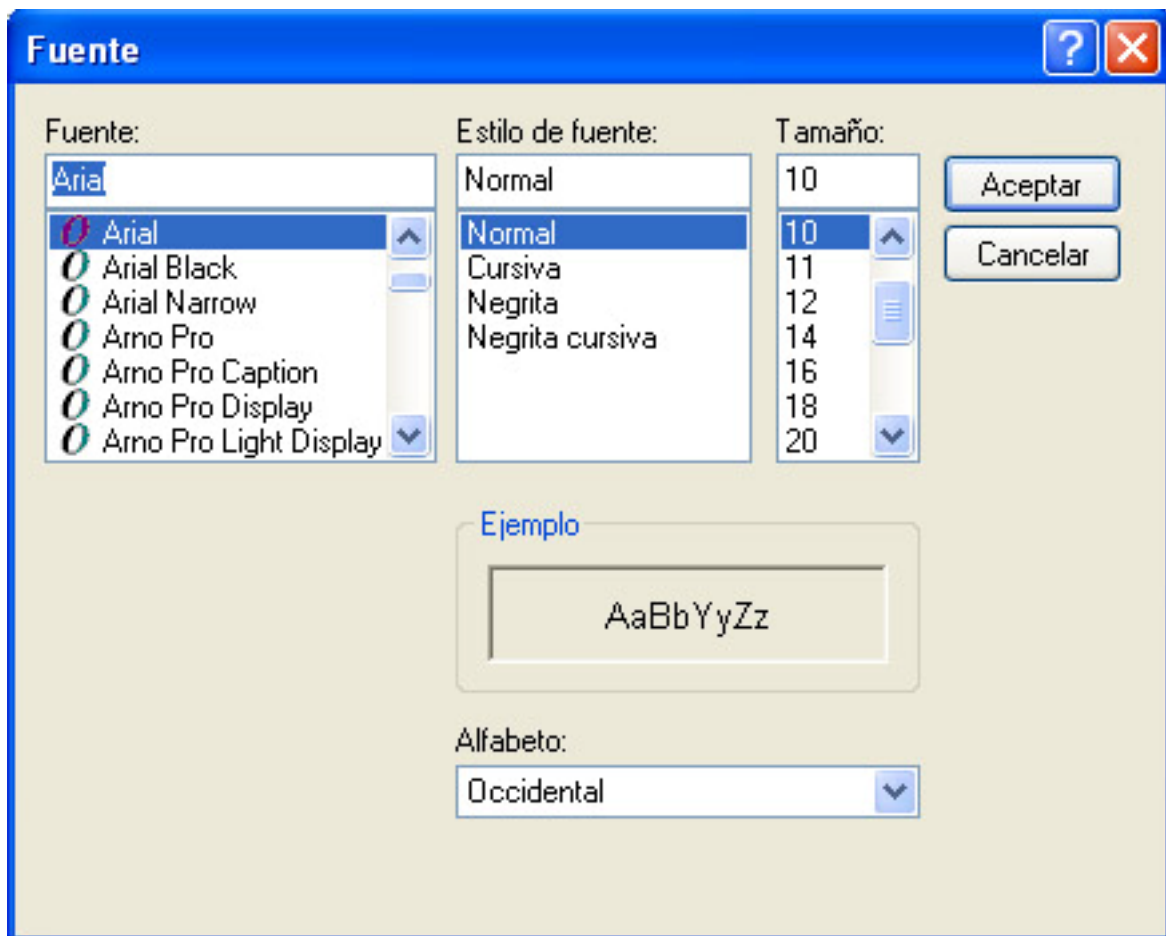 Fuente
Fuente:
Arial
Arial
Arial Black
Arial Narrow
Arno Pro
Arno Pro Caption
Arno Pro Display
Arno Pro Light Display
Estilo de fuente:
Normal
Normal
Cursiva
Negrita
Negrita cursiva
Tamaño:
10
10
11
12
14
16
18
20
Aceptar
Cancelar
Ejemplo
AaBbYyZz
Alfabeto:
Occidental